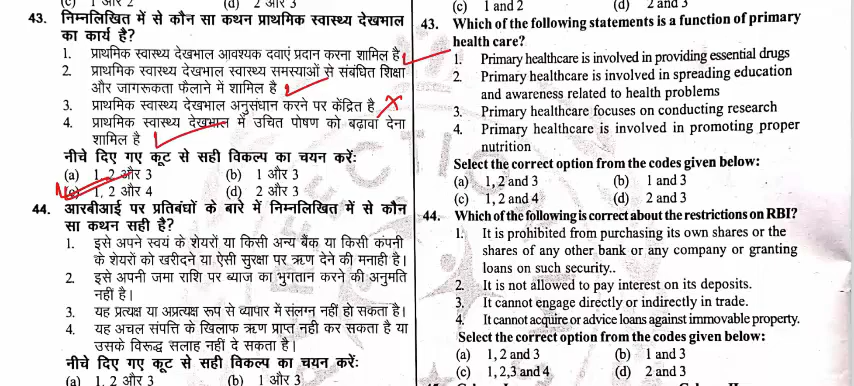 (c) 1 और 2 (d) 2 और 3
43. निम्नलिखित में से कौन सा कथन प्राथमिक स्वास्थ्य देखभाल
का कार्य है?
1. प्राथमिक स्वास्थ्य देखभाल आवश्यक दवाएं प्रदान करना शामिल है
2. प्राथमिक स्वास्थ्य देखभाल स्वास्थ्य समस्याओं से संबंधित शिक्षा
और जागरूकता फैलाने में शामिल है
3. प्राथमिक स्वास्थ्य देखभाल अनुसंधान करने पर केंद्रित है
4. प्राथमिक स्वास्थ्य देखभाल में उचित पोषण को बढ़ावा देना
शामिल है
नीचे दिए गए कूट से सही विकल्प का चयन करें:
(a) 1, 2 और 3 (b) 1 और 3
(c) 1, 2 और 4 (d) 2 और 3
44. आरबीआई पर प्रतिबंधों के बारे में निम्नलिखित में से कौन
सा कथन सही है?
1. इसे अपने स्वयं के शेयरों या किसी अन्य बैंक या किसी कंपनी
के शेयरों को खरीदने या ऐसी सुरक्षा पर ऋण देने की मनाही है।
2. इसे अपनी जमा राशि पर ब्याज का भुगतान करने की अनुमति
नहीं है।
3. यह प्रत्यक्ष या अप्रत्यक्ष रूप से व्यापार में संलग्न नहीं हो सकता है।
4. यह अचल संपत्ति के खिलाफ ऋण प्राप्त नही कर सकता है या
उसके विरूद्ध सलाह नहीं दे सकता है।
नीचे दिए गए कूट से सही विकल्प का चयन करें:
(a) 1, 2 और 3 (b) 1 और 3
(c) 1 and 2 (d) 2 and 3
43. Which of the following statements is a function of primary
health care?
1. Primary healthcare is involved in providing essential drugs
2. Primary healthcare is involved in spreading education
and awareness related to health problems
3. Primary healthcare focuses on conducting research
4. Primary healthcare is involved in promoting proper
nutrition
Select the correct option from the codes given below:
(a) 1, 2 and 3 (b) 1 and 3
(c) 1, 2 and 4 (d) 2 and 3
44. Which of the following is correct about the restrictions on RBI?
1. It is prohibited from purchasing its own shares or the
shares of any other bank or any company or granting
loans on such security..
2. It is not allowed to pay interest on its deposits.
3. It cannot engage directly or indirectly in trade.
4. It cannot acquire or advice loans against immovable property.
Select the correct option from the codes given below:
(a) 1, 2 and 3 (b) 1 and 3
(c) 1,2,3 and 4 (d) 2 and 3